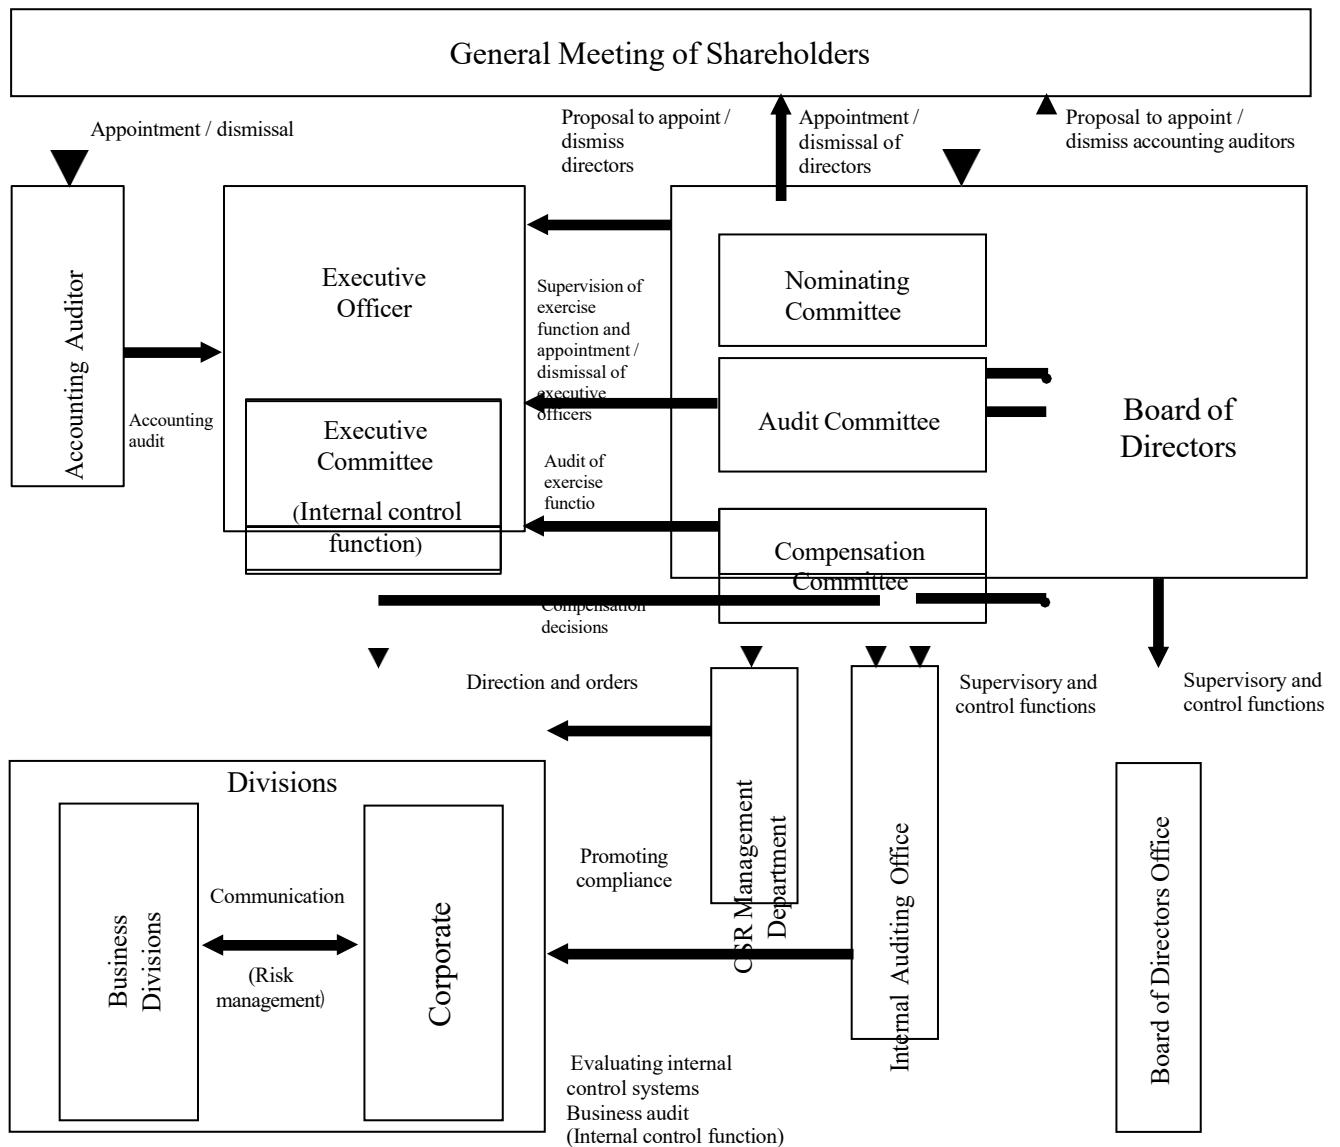 General Meeting of Shareholders
Appointment / dismissal
Proposal to appoint /
dismiss
directors
Appointment /
dismissal of
directors
Proposal to appoint /
dismiss accounting auditors
Accounting Auditor
Executive
Officer
Supervision of
exercise
function and
appointment /
dismissal of
executive
officers
Nominating
Committee
Accounting
audit
Executive
Committee
(Internal control
function)
Audit of
exercise
functio
Audit Committee
Board of
Directors
Compensation
Committee
Compensation
decisions
Direction and orders
Supervisory and
control functions
Supervisory and
control functions
Divisions
Business
Divisions
Communication
(Risk
management)
Corporate
Promoting
compliance
CSR Management
Department
Internal Auditing Office
Board of Directors Office
Evaluating internal
control systems
Business audit
(Internal control function)